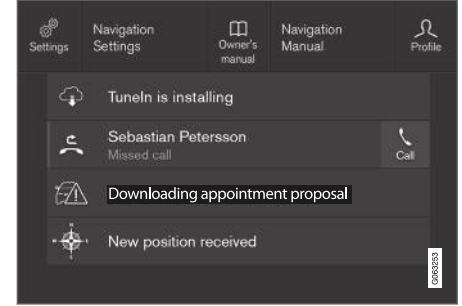 Settings
Navigation
Settings
Owner's
manual
Navigation
Manual
Profile
TuneIn is installing
Sebastian Petersson
Missed call
Call
Downloading appointment proposal
New position received
G063253